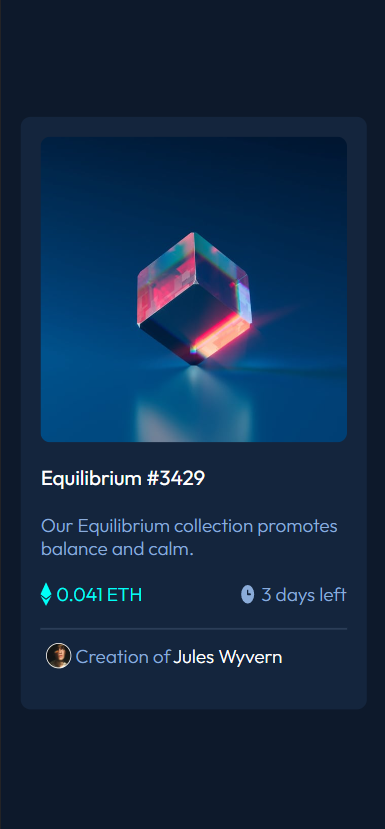 Equilibrium #3429
Our Equilibrium collection promotes
balance and calm.
0.041 ETH
3 days left
Creation of Jules Wyvern